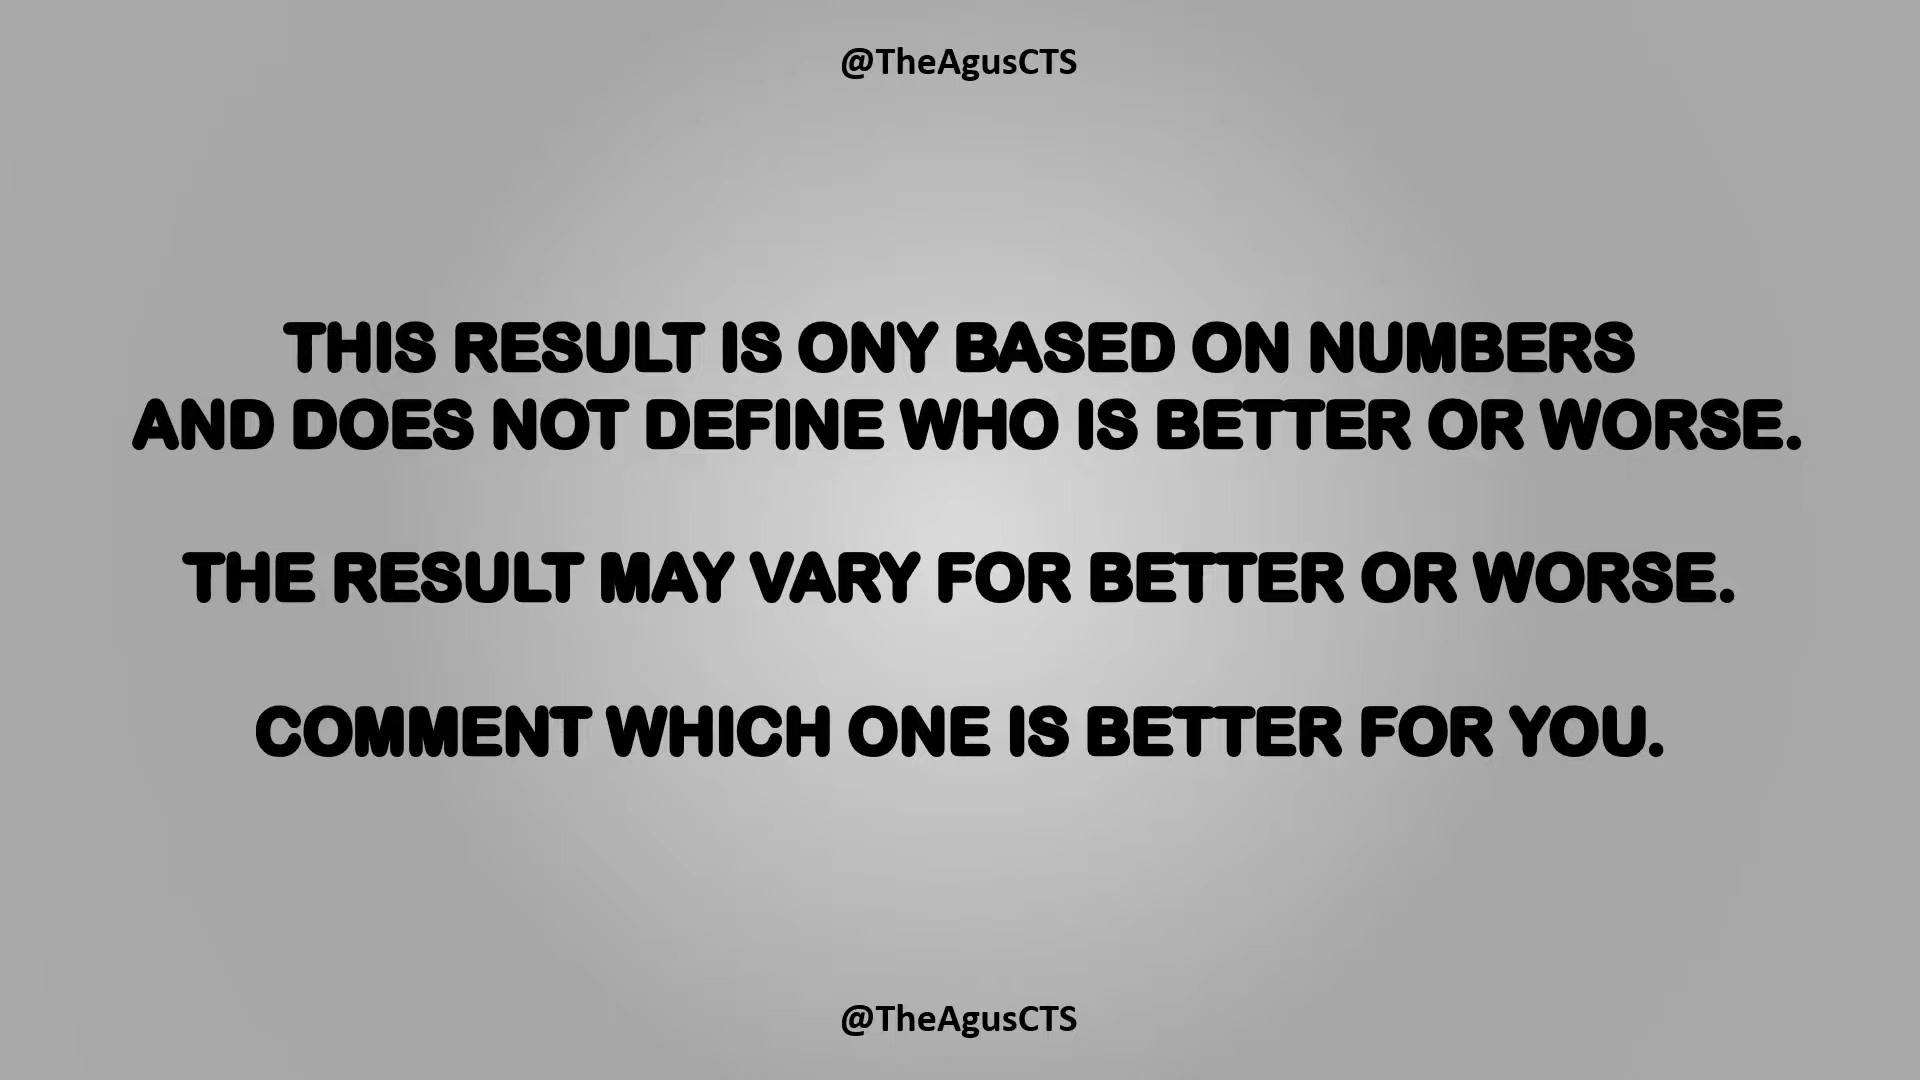 @TheAgusCTS
THIS RESULT IS ONY BASED ON NUMBERS
AND DOES NOT DEFINE WHO IS BETTER OR WORSE.
THE RESULT MAY VARY FOR BETTER OR WORSE.
COMMENT WHICH ONE IS BETTER FOR YOU.
@TheAgusCTS